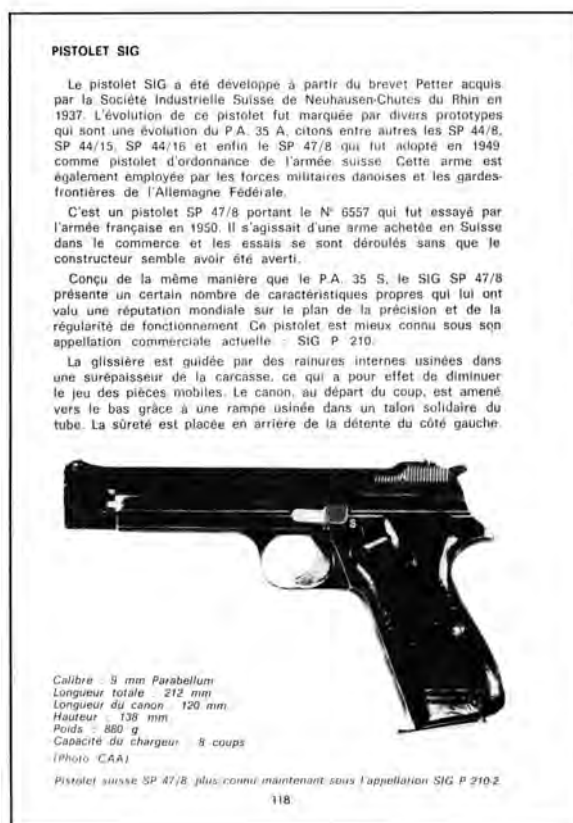 PISTOLET SIG
Le pistolet SIG a été développé à partir du brevet Petter acquis
par la Société Industrielle Suisse de Neuhausen-Chutes du Rhin en
1937. L'évolution de ce pistolet fut marquée par divers prototypes
qui sont une évolution du P.A. 35 A, citons entre autres les SP 44/8,
SP 44/15, SP 44/16 et enfin le SP 47/8 qui fut adopté en 1949
comme pistolet d'ordonnance de l'armée suisse. Cette arme est
également employée par les forces militaires danoises et les gardes-
frontières de l'Allemagne Fédérale.
C'est un pistolet SP 47/8 portant le N° 6557 qui fut essayé par
l'armée française en 1950. Il s'agissait d'une arme achetée en Suisse
dans le commerce et les essais se sont déroulés sans que le
constructeur semble avoir été averti.
Conçu de la même manière que le P.A. 35 S, le SIG SP 47/8
présente un certain nombre de caractéristiques propres qui lui ont
valu une réputation mondiale sur le plan de la précision et de la
régularité de fonctionnement. Ce pistolet est mieux connu sous son
appellation commerciale actuelle : SIG P 210.
La glissière est guidée par des rainures internes usinées dans
une surépaisseur de la carcasse, ce qui a pour effet de diminuer
le jeu des pièces mobiles. Le canon, au départ du coup, est amené
vers le bas grâce à une rampe usinée dans un talon solidaire du
tube. La sûreté est placée en arrière de la détente du côté gauche.
S
Calibre : 9 mm Parabellum
Longueur totale : 212 mm
Longueur du canon : 120 mm
Hauteur : 138 mm
Poids : 880 g
Capacité du chargeur : 8 coups
(Photo CAA)
Pistolet suisse SP 47/8 plus connu maintenant sous l'appellation SIG P 210-2.
118